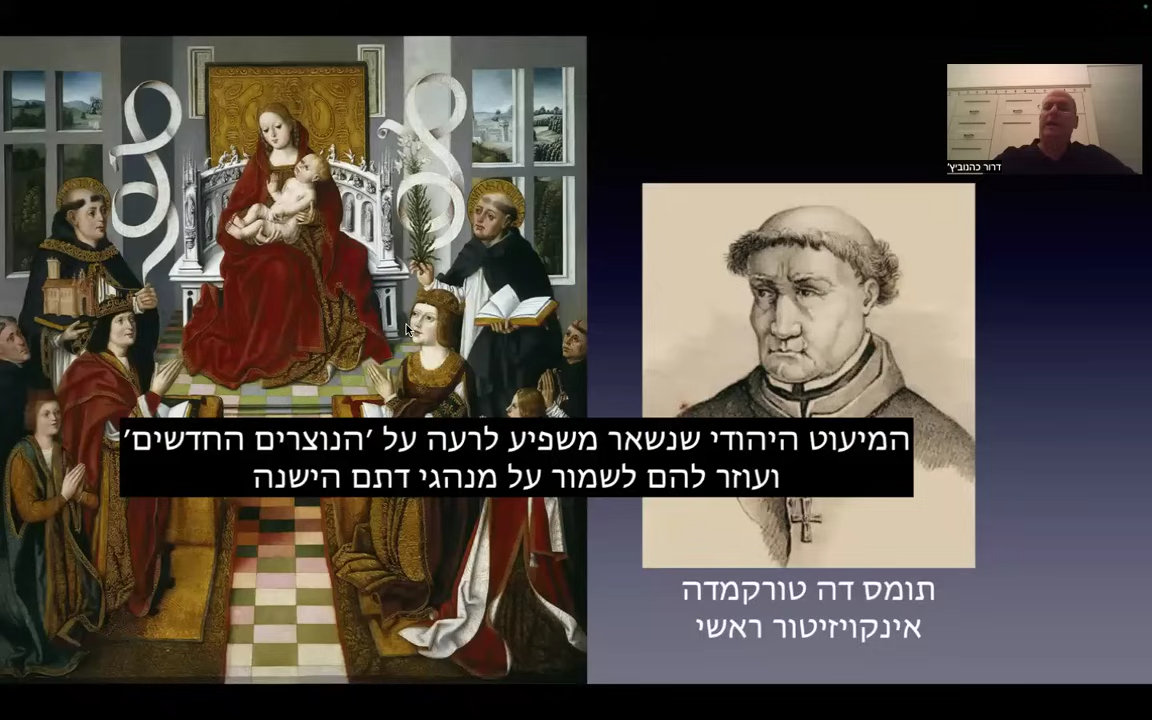 דרור כהנוביץ'
המיעוט היהודי שנשאר משפיע לרעה על 'הנוצרים החדשים'
ועוזר להם לשמור על מנהגי דתם הישנה
תומס דה טורקמדה
אינקויזיטור ראשי